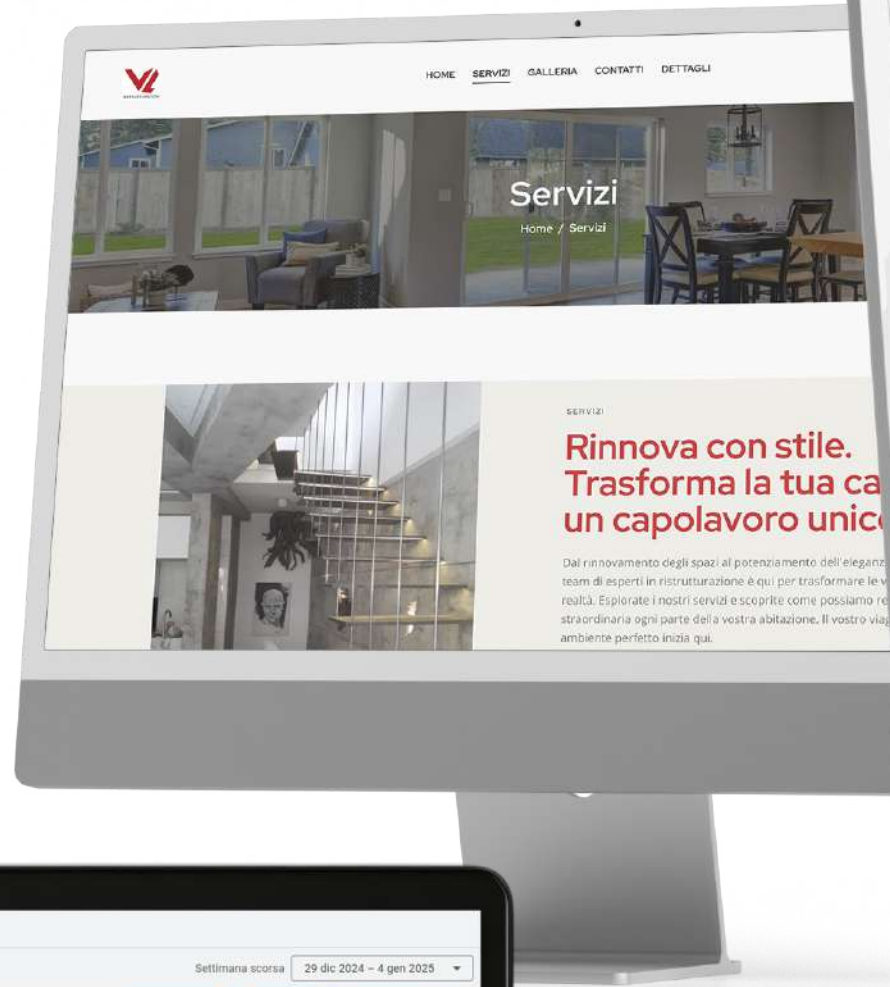 HOME SERVIZI GALLERIA CONTATTI DETTAGLI
Servizi
Home / Servizi
SERVIZI
Rinnova con stile.
Trasforma la tua ca
un capolavoro unic
Dal rinnovamento degli spazi al potenziamento dell'eleganz
team di esperti in ristrutturazione è qui per trasformare le v
realtà. Esplorate i nostri servizi e scoprite come possiamo re
straordinaria ogni parte della vostra abitazione. Il vostro viag
ambiente perfetto inizia qui.
Settimana scorsa 29 dic 2024 – 4 gen 2025